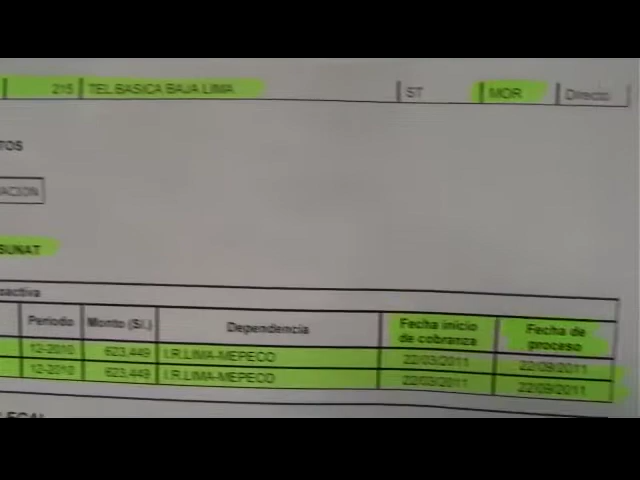 215 TEL.BASICA BAJA LIMA ST MOR Directo
TOS
ACION
SUNAT
activa
Periodo Monto (S/.) Dependencia Fecha inicio de cobranza Fecha de proceso
12-2010 623,449 I.R.LIMA-MEPECO 22/03/2011 22/09/2011
12-2010 623,449 I.R.LIMA-MEPECO 22/03/2011 22/09/2011
LEGAL